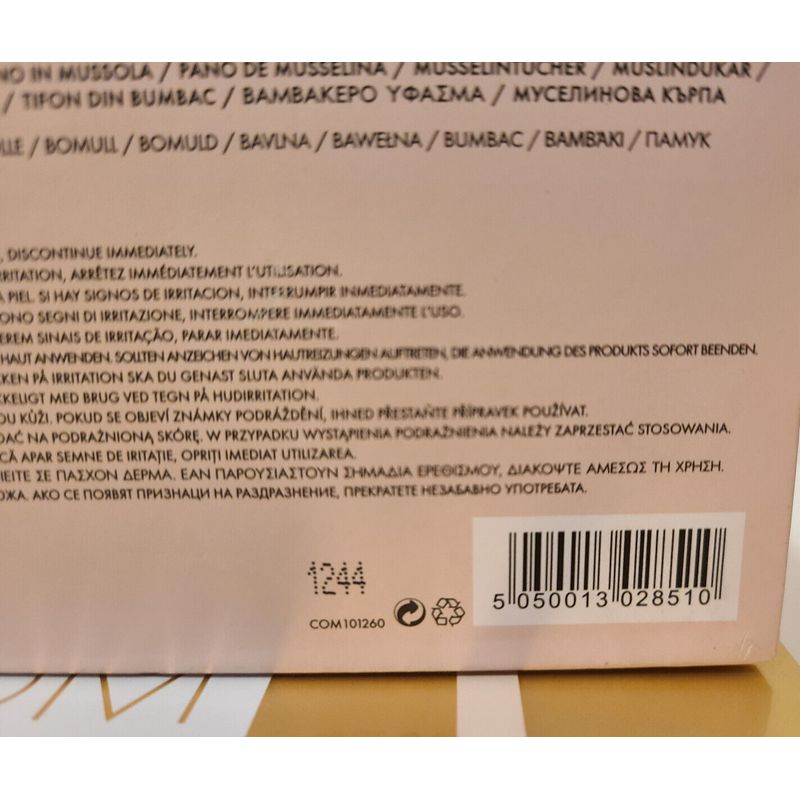 NO IN MUSSOLA / PANO DE MUSSELINA / MUSSELINTÜCHER / MUSLINDUKAR /
/ TIFON DIN BUMBAC / ΒΑΜΒΑΚΕΡΟ ΥΦΑΣΜΑ / МУСЕЛИНОВА КЪРПА
LLE / BOMULL / BOMULD / BAVLNA / BAWEŁNA / BUMBAC / ΒΑΜΒΆΚΙ / ПАМУК
, DISCONTINUE IMMEDIATELY.
RRITATION, ARRÊTEZ IMMÉDIATEMENT L'UTILISATION.
A PIEL. SI HAY SIGNOS DE IRRITACION, INTERRUMPIR INMEDIATAMENTE.
ONO SEGNI DI IRRITAZIONE, INTERROMPERE IMMEDIATAMENTE L'USO.
EREM SINAIS DE IRRITAÇÃO, PARAR IMEDIATAMENTE.
HAUT ANWENDEN. SOLLTEN ANZEICHEN VON HAUTREIZUNGEN AUFTRETEN, DIE ANWENDUNG DES PRODUKTS SOFORT BEENDEN.
CKEN PÅ IRRITATION SKA DU GENAST SLUTA ANVÄNDA PRODUKTEN.
KKELIGT MED BRUG VED TEGN PÅ HUDIRRITATION.
OU KŮŽI. POKUD SE OBJEVÍ ZNÁMKY PODRÁŽDĚNÍ, IHNED PŘESTAŇTE PŘÍPRAVEK POUŽÍVAT.
DAĆ NA PODRAŻNIONĄ SKÓRĘ. W PRZYPADKU WYSTĄPIENIA PODRAŻNIENIA NALEŻY ZAPRZESTAĆ STOSOWANIA.
CĂ APAR SEMNE DE IRITAȚIE, OPRIȚI IMEDIAT UTILIZAREA.
ΙΕΙΤΕ ΣΕ ΠΑΣΧΟΝ ΔΕΡΜΑ. ΕΑΝ ΠΑΡΟΥΣΙΑΣΤΟΥΝ ΣΗΜΑΔΙΑ ΕΡΕΘΙΣΜΟΥ, ΔΙΑΚΟΨΤΕ ΑΜΕΣΩΣ ΤΗ ΧΡΗΣΗ.
ОЖА. АКО СЕ ПОЯВЯТ ПРИЗНАЦИ НА РАЗДРАЗНЕНИЕ, ПРЕКРАТЕТЕ НЕЗАБАВНО УПОТРЕБАТА.
1244
COM101260
5 050013 028510